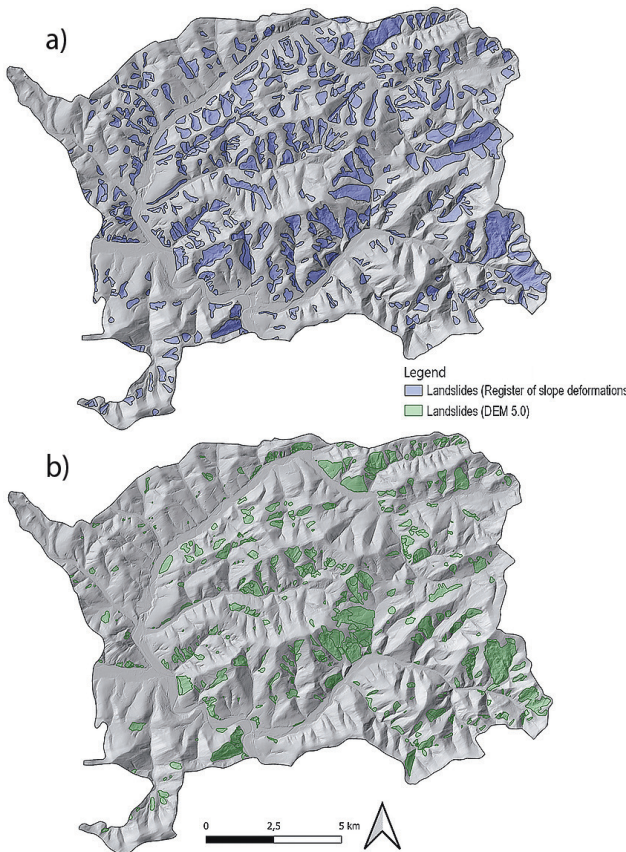 a)
Legend
Landslides (Register of slope deformations
Landslides (DEM 5.0)
b)
0 2,5 5 km